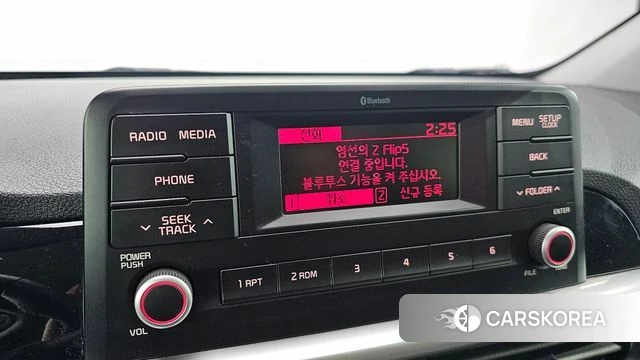 Bluetooth
RADIO MEDIA
PHONE
SEEK
TRACK
POWER
PUSH
VOL
전화 2:25
염선의 Z Flip5
연결 중입니다.
블루투스 기능을 켜 주십시오.
1 취소 2 신규 등록
MENU SETUP
CLOCK
BACK
FOLDER
ENTER
FILE TUNE
1 RPT 2 RDM 3 4 5 6
CARSKOREA